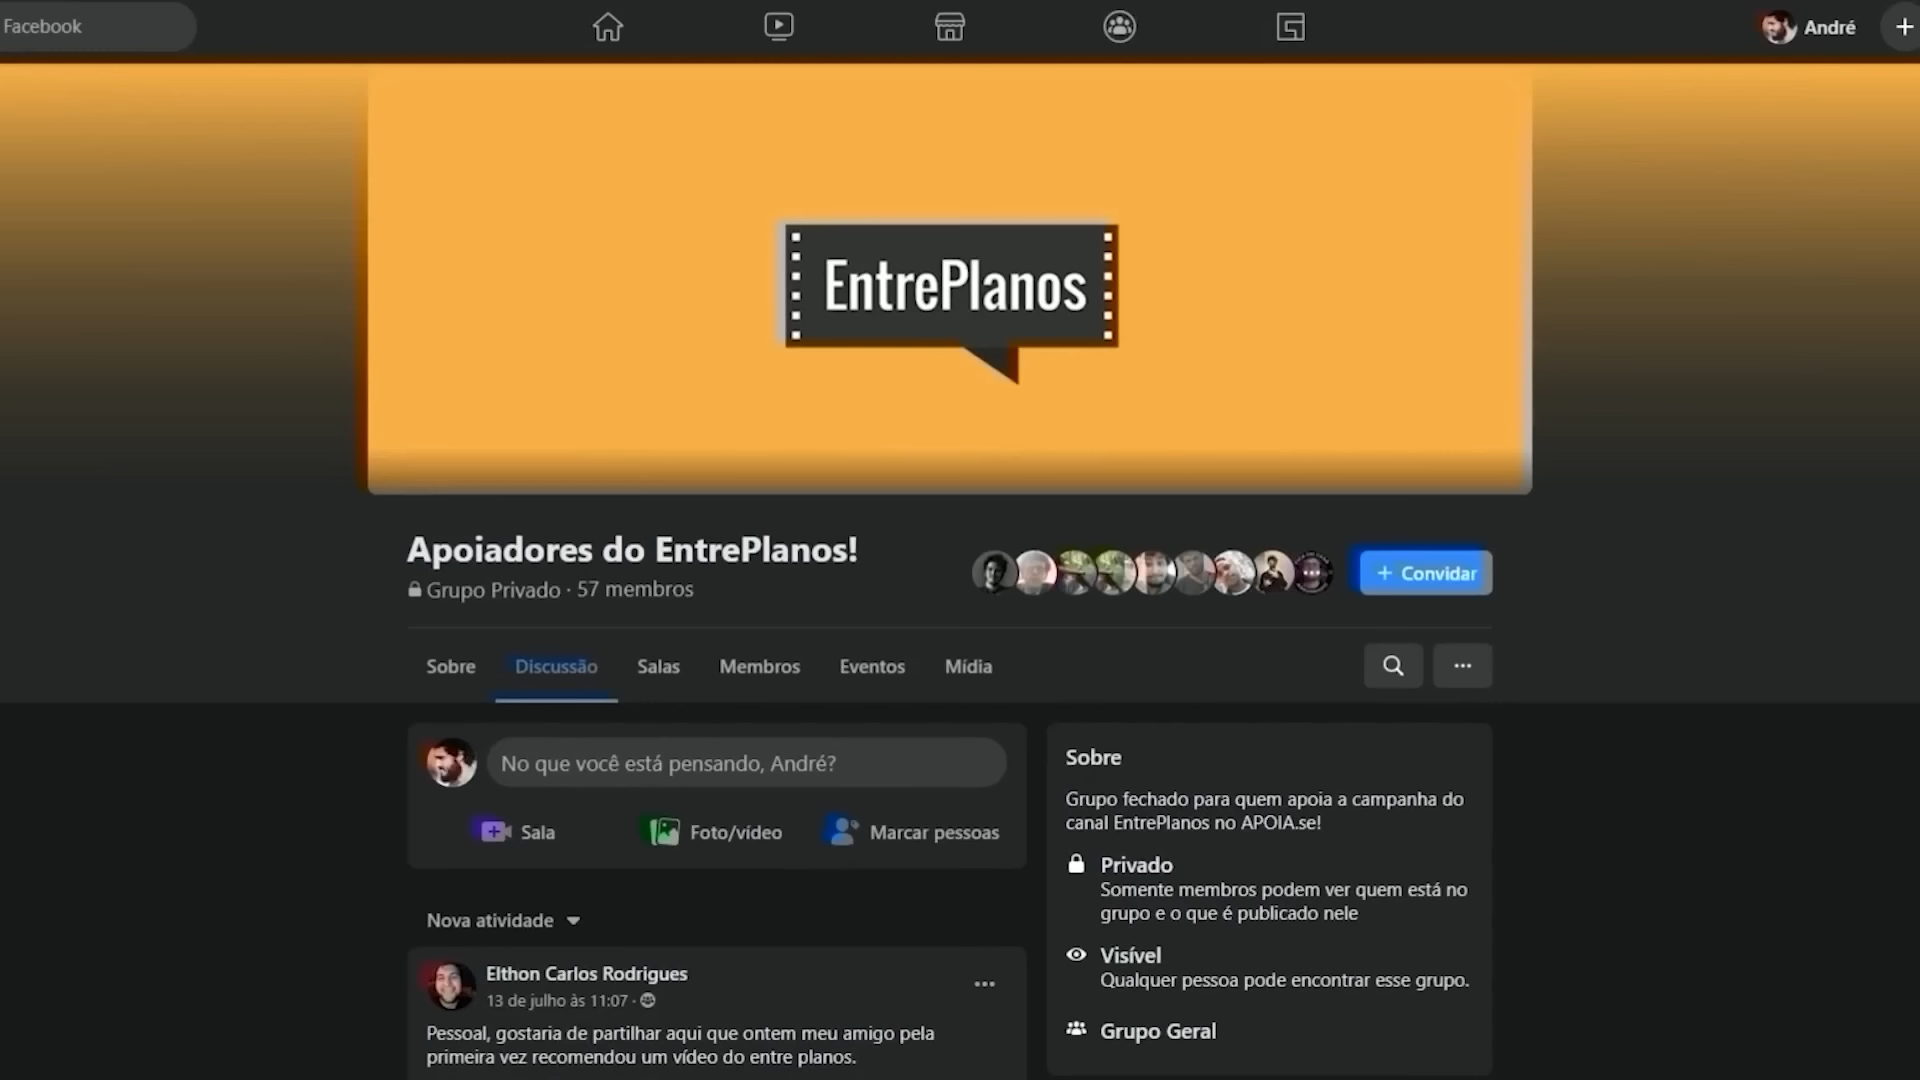 Facebook
André
EntrePlanos
Apoiadores do EntrePlanos!
Grupo Privado · 57 membros
+ Convidar
Sobre
Discussão
Salas
Membros
Eventos
Mídia
No que você está pensando, André?
Sala
Foto/vídeo
Marcar pessoas
Nova atividade
Elthon Carlos Rodrigues
13 de julho às 11:07 ·
Pessoal, gostaria de partilhar aqui que ontem meu amigo pela
primeira vez recomendou um vídeo do entre planos.
Sobre
Grupo fechado para quem apoia a campanha do
canal EntrePlanos no APOIA.se!
Privado
Somente membros podem ver quem está no
grupo e o que é publicado nele
Visível
Qualquer pessoa pode encontrar esse grupo.
Grupo Geral